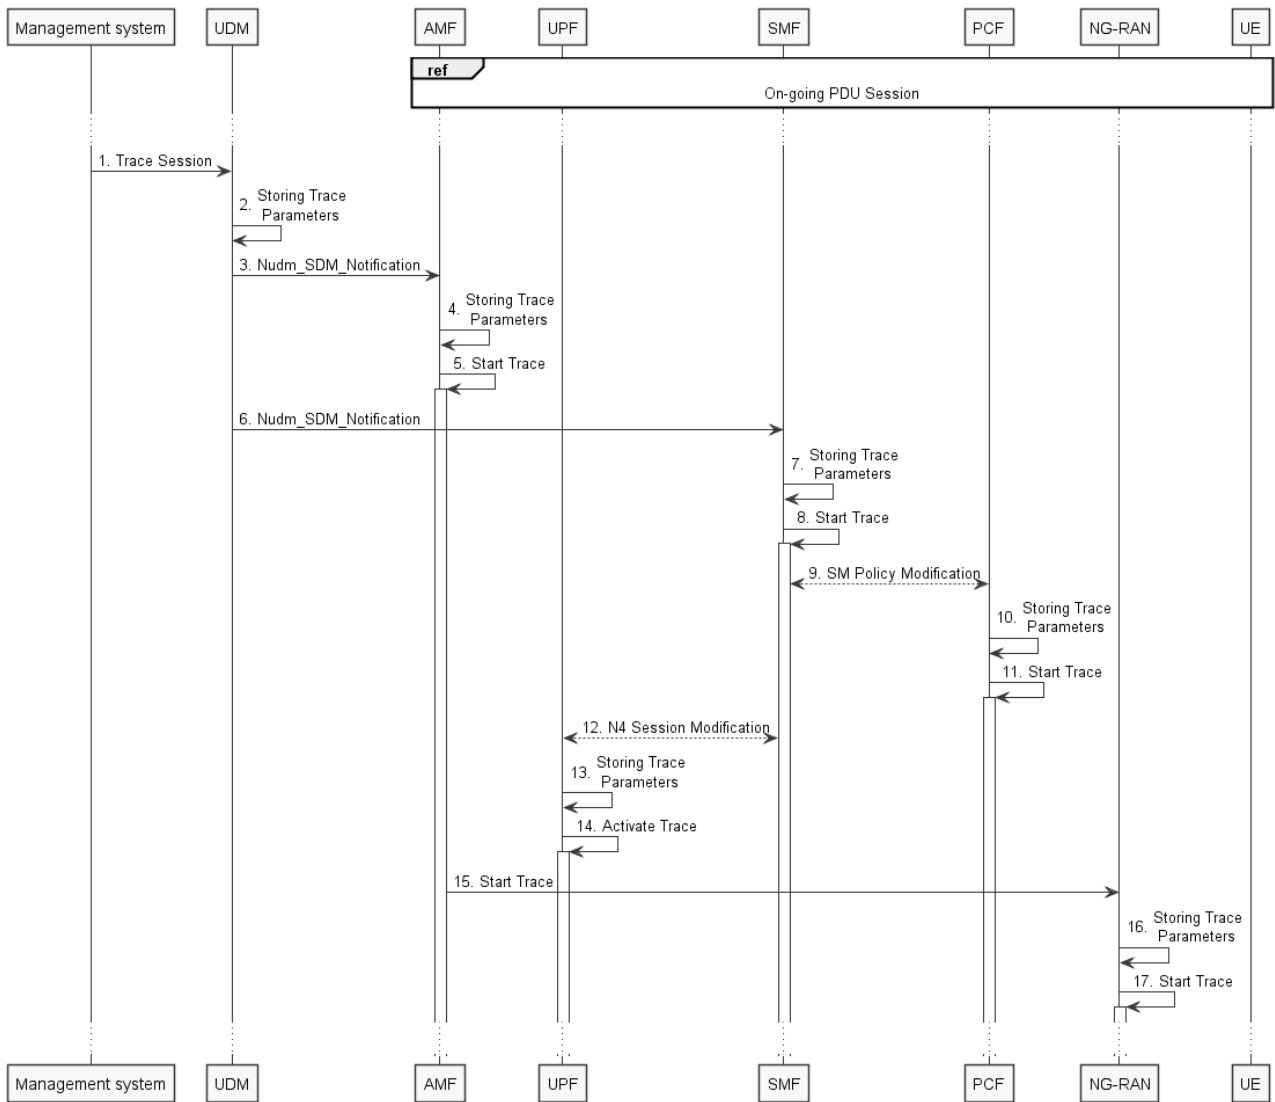 Management system
UDM
AMF
UPF
SMF
PCF
NG-RAN
UE
ref
On-going PDU Session
1. Trace Session
2. Storing Trace
Parameters
3. Nudm_SDM_Notification
4. Storing Trace
Parameters
5. Start Trace
6. Nudm_SDM_Notification
7. Storing Trace
Parameters
8. Start Trace
9. SM Policy Modification
10. Storing Trace
Parameters
11. Start Trace
12. N4 Session Modification
13. Storing Trace
Parameters
14. Activate Trace
15. Start Trace
16. Storing Trace
Parameters
17. Start Trace
Management system
UDM
AMF
UPF
SMF
PCF
NG-RAN
UE